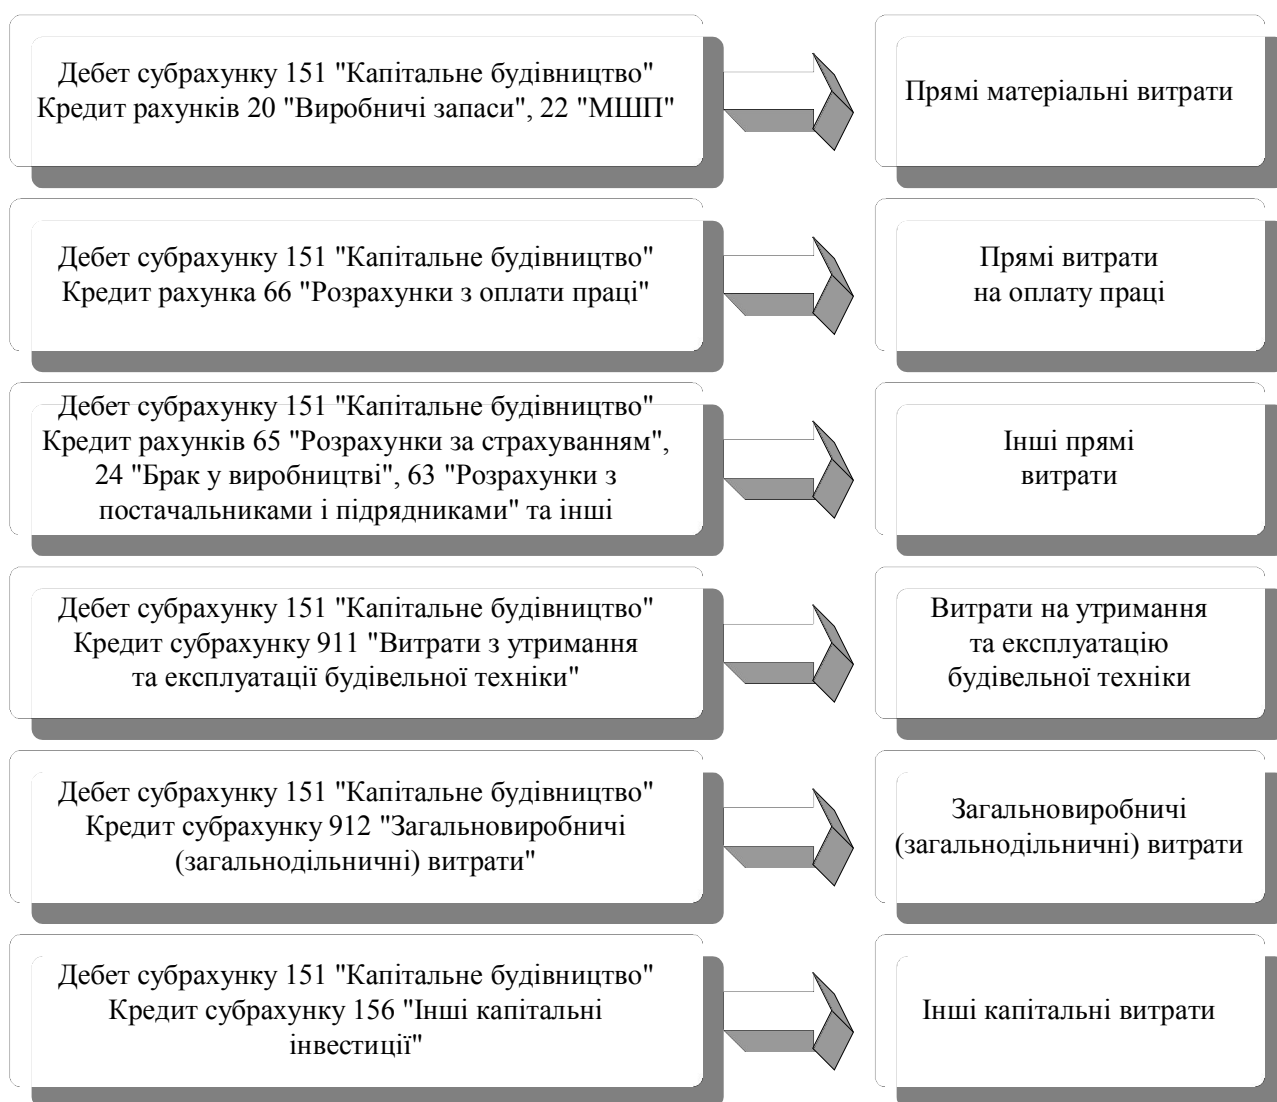 Дебет субрахунку 151 "Капітальне будівництво"
Кредит рахунків 20 "Виробничі запаси", 22 "МШП"
Прямі матеріальні витрати
Дебет субрахунку 151 "Капітальне будівництво"
Кредит рахунка 66 "Розрахунки з оплати праці"
Прямі витрати
на оплату праці
Дебет субрахунку 151 "Капітальне будівництво"
Кредит рахунків 65 "Розрахунки за страхуванням",
24 "Брак у виробництві", 63 "Розрахунки з
постачальниками і підрядниками" та інші
Інші прямі
витрати
Дебет субрахунку 151 "Капітальне будівництво"
Кредит субрахунку 911 "Витрати з утримання
та експлуатації будівельної техніки"
Витрати на утримання
та експлуатацію
будівельної техніки
Дебет субрахунку 151 "Капітальне будівництво"
Кредит субрахунку 912 "Загальновиробничі
(загальнодільничні) витрати"
Загальновиробничі
(загальнодільничні) витрати
Дебет субрахунку 151 "Капітальне будівництво"
Кредит субрахунку 156 "Інші капітальні
інвестиції"
Інші капітальні витрати